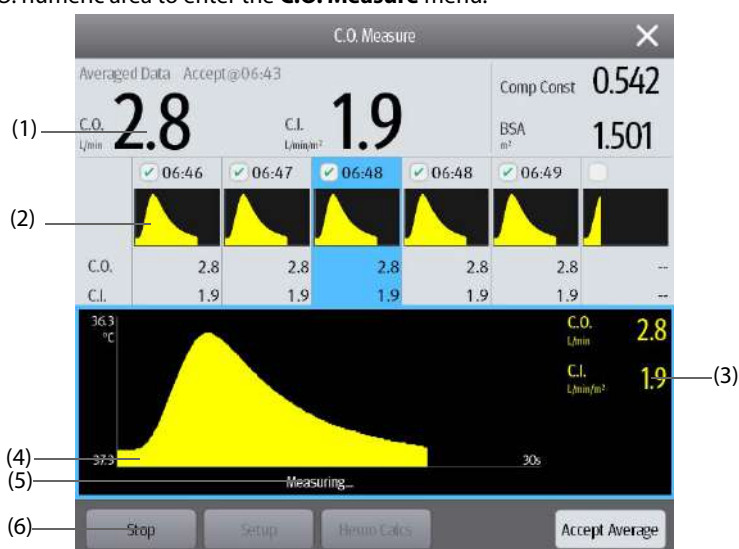 O. numeric area to enter the C.O. Measure menu.
C.O. Measure
Averaged Data Accept@06:43
C.O.
L/min
2.8
C.I.
L/min/m²
1.9
Comp Const 0.542
BSA
m²
1.501
(1)
06:46 06:47 06:48 06:48 06:49
(2)
C.O. 2.8 2.8 2.8 2.8 2.8 --
C.I. 1.9 1.9 1.9 1.9 1.9 --
36.3
°C
C.O.
L/min
2.8
C.I.
L/min/m²
1.9
(3)
(4)
37.3
30s
(5)
Measuring...
(6)
Stop Setup Hemo Calcs Accept Average